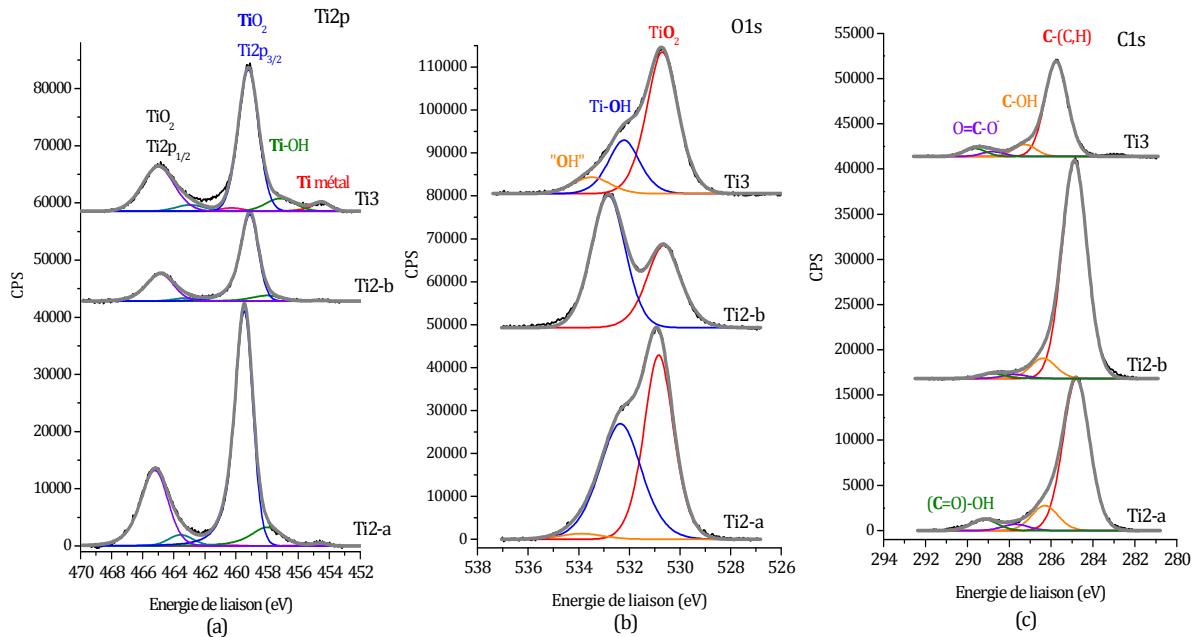 Ti2p
TiO2
Ti2p3/2
TiO2
Ti2p1/2
Ti-OH
Ti métal
Ti3
Ti2-b
Ti2-a
CPS
80000
70000
60000
50000
40000
30000
20000
10000
0
470 468 466 464 462 460 458 456 454 452
Energie de liaison (eV)
(a)
O1s
TiO2
Ti-OH
"OH"
Ti3
Ti2-b
Ti2-a
CPS
110000
100000
90000
80000
70000
60000
50000
40000
30000
20000
10000
0
538 536 534 532 530 528 526
Energie de liaison (eV)
(b)
C1s
C-(C,H)
C-OH
O=C-O-
Ti3
Ti2-b
(C=O)-OH
Ti2-a
CPS
55000
50000
45000
40000
35000
30000
25000
20000
15000
10000
5000
0
294 292 290 288 286 284 282 280
Energie de liaison (eV)
(c)